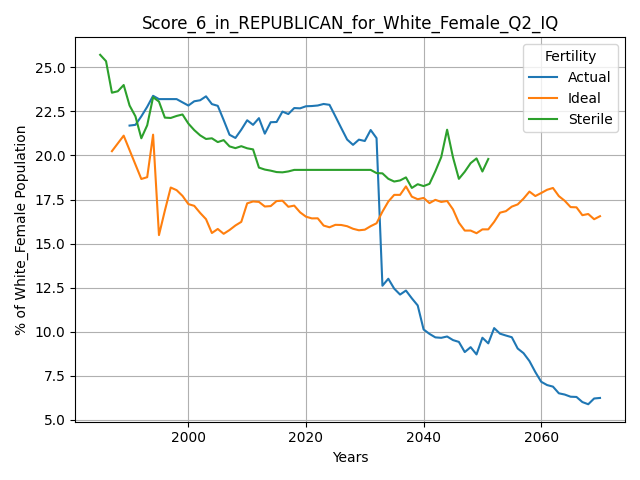 Score_6_in_REPUBLICAN_for_White_Female_Q2_IQ
Fertility
Actual
Ideal
Sterile
% of White_Female Population
25.0
22.5
20.0
17.5
15.0
12.5
10.0
7.5
5.0
2000
2020
2040
2060
Years